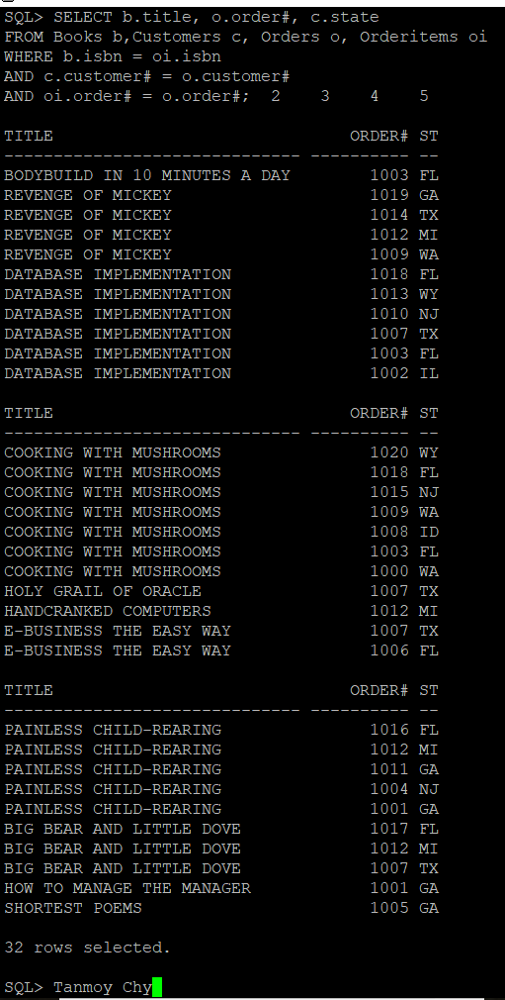 SQL> SELECT b.title, o.order#, c.state
FROM Books b,Customers c, Orders o, Orderitems oi
WHERE b.isbn = oi.isbn
AND c.customer# = o.customer#
AND oi.order# = o.order#;  2    3    4    5

TITLE                              ORDER# ST
------------------------------ ---------- --
BODYBUILD IN 10 MINUTES A DAY        1003 FL
REVENGE OF MICKEY                    1019 GA
REVENGE OF MICKEY                    1014 TX
REVENGE OF MICKEY                    1012 MI
REVENGE OF MICKEY                    1009 WA
DATABASE IMPLEMENTATION              1018 FL
DATABASE IMPLEMENTATION              1013 WY
DATABASE IMPLEMENTATION              1010 NJ
DATABASE IMPLEMENTATION              1007 TX
DATABASE IMPLEMENTATION              1003 FL
DATABASE IMPLEMENTATION              1002 IL

TITLE                              ORDER# ST
------------------------------ ---------- --
COOKING WITH MUSHROOMS               1020 WY
COOKING WITH MUSHROOMS               1018 FL
COOKING WITH MUSHROOMS               1015 NJ
COOKING WITH MUSHROOMS               1009 WA
COOKING WITH MUSHROOMS               1008 ID
COOKING WITH MUSHROOMS               1003 FL
COOKING WITH MUSHROOMS               1000 WA
HOLY GRAIL OF ORACLE                 1007 TX
HANDCRANKED COMPUTERS                1012 MI
E-BUSINESS THE EASY WAY              1007 TX
E-BUSINESS THE EASY WAY              1006 FL

TITLE                              ORDER# ST
------------------------------ ---------- --
PAINLESS CHILD-REARING               1016 FL
PAINLESS CHILD-REARING               1012 MI
PAINLESS CHILD-REARING               1011 GA
PAINLESS CHILD-REARING               1004 NJ
PAINLESS CHILD-REARING               1001 GA
BIG BEAR AND LITTLE DOVE             1017 FL
BIG BEAR AND LITTLE DOVE             1012 MI
BIG BEAR AND LITTLE DOVE             1007 TX
HOW TO MANAGE THE MANAGER            1001 GA
SHORTEST POEMS                       1005 GA

32 rows selected.

SQL> Tanmoy Chy